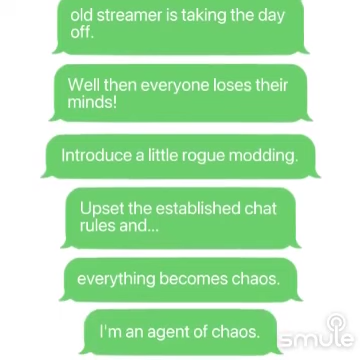 old streamer is taking the day
off.
Well then everyone loses their
minds!
Introduce a little rogue modding.
Upset the established chat
rules and...
everything becomes chaos.
I'm an agent of chaos.
smule